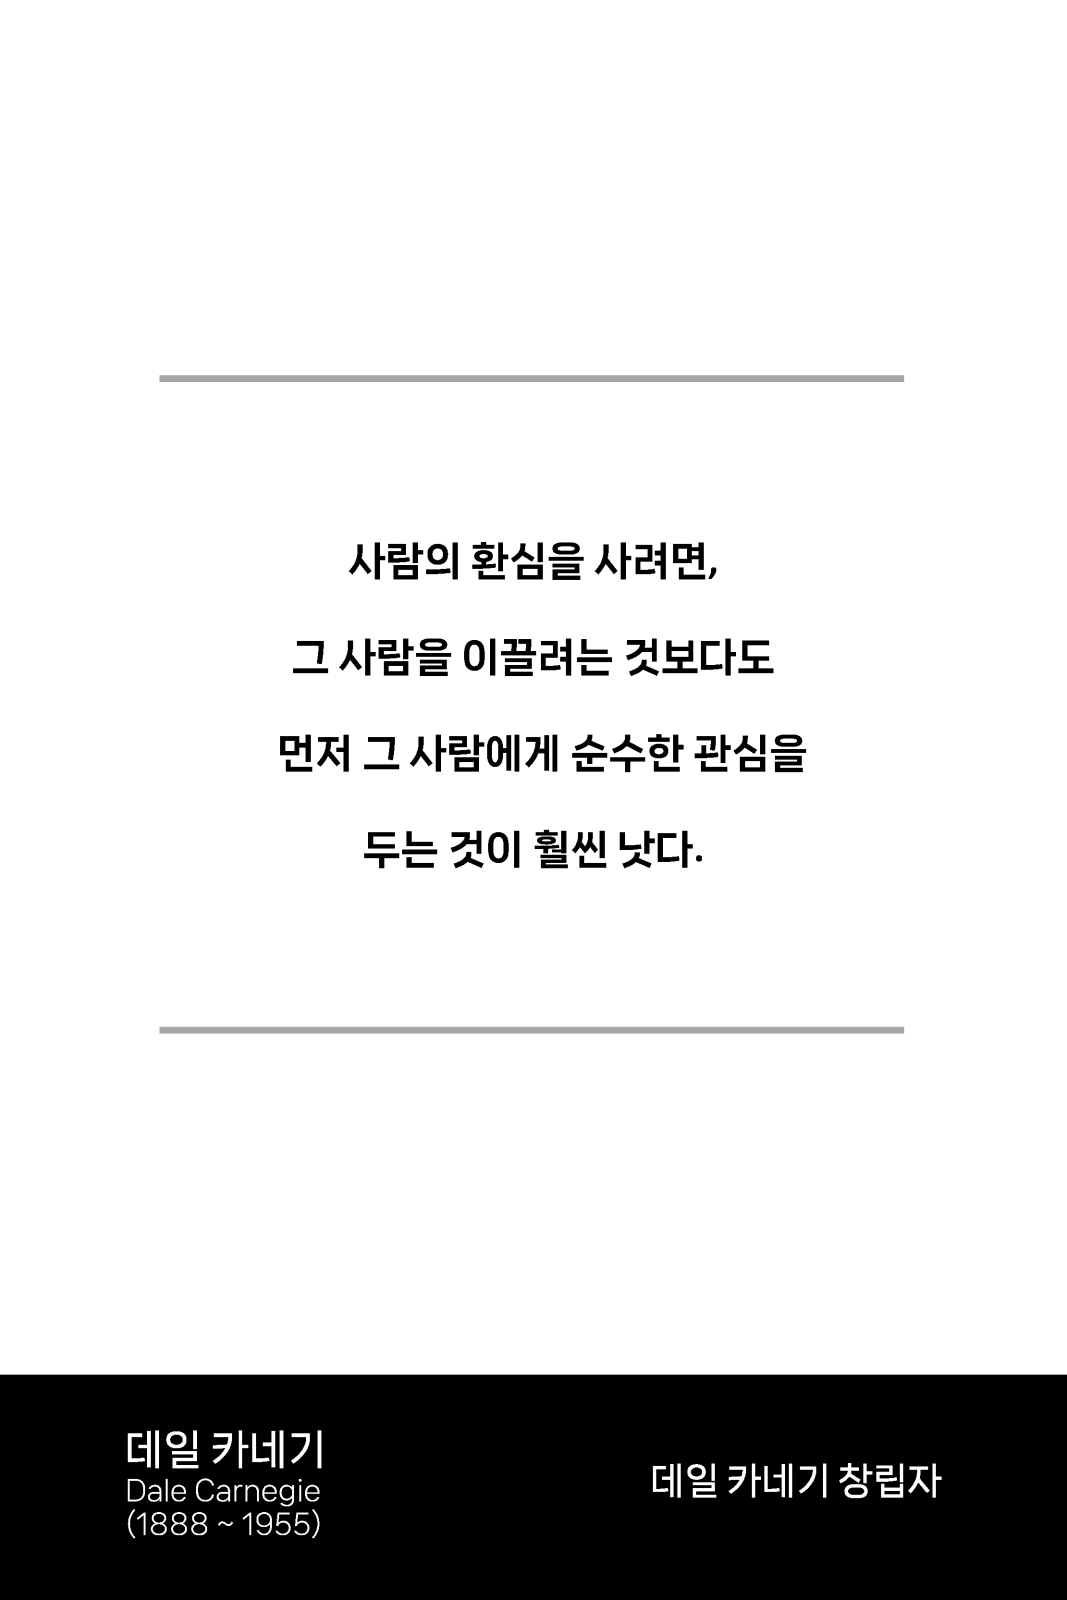 사람의 환심을 사려면,
그 사람을 이끌려는 것보다도
먼저 그 사람에게 순수한 관심을
두는 것이 훨씬 낫다.
데일 카네기
Dale Carnegie
(1888 ~ 1955)
데일 카네기 창립자